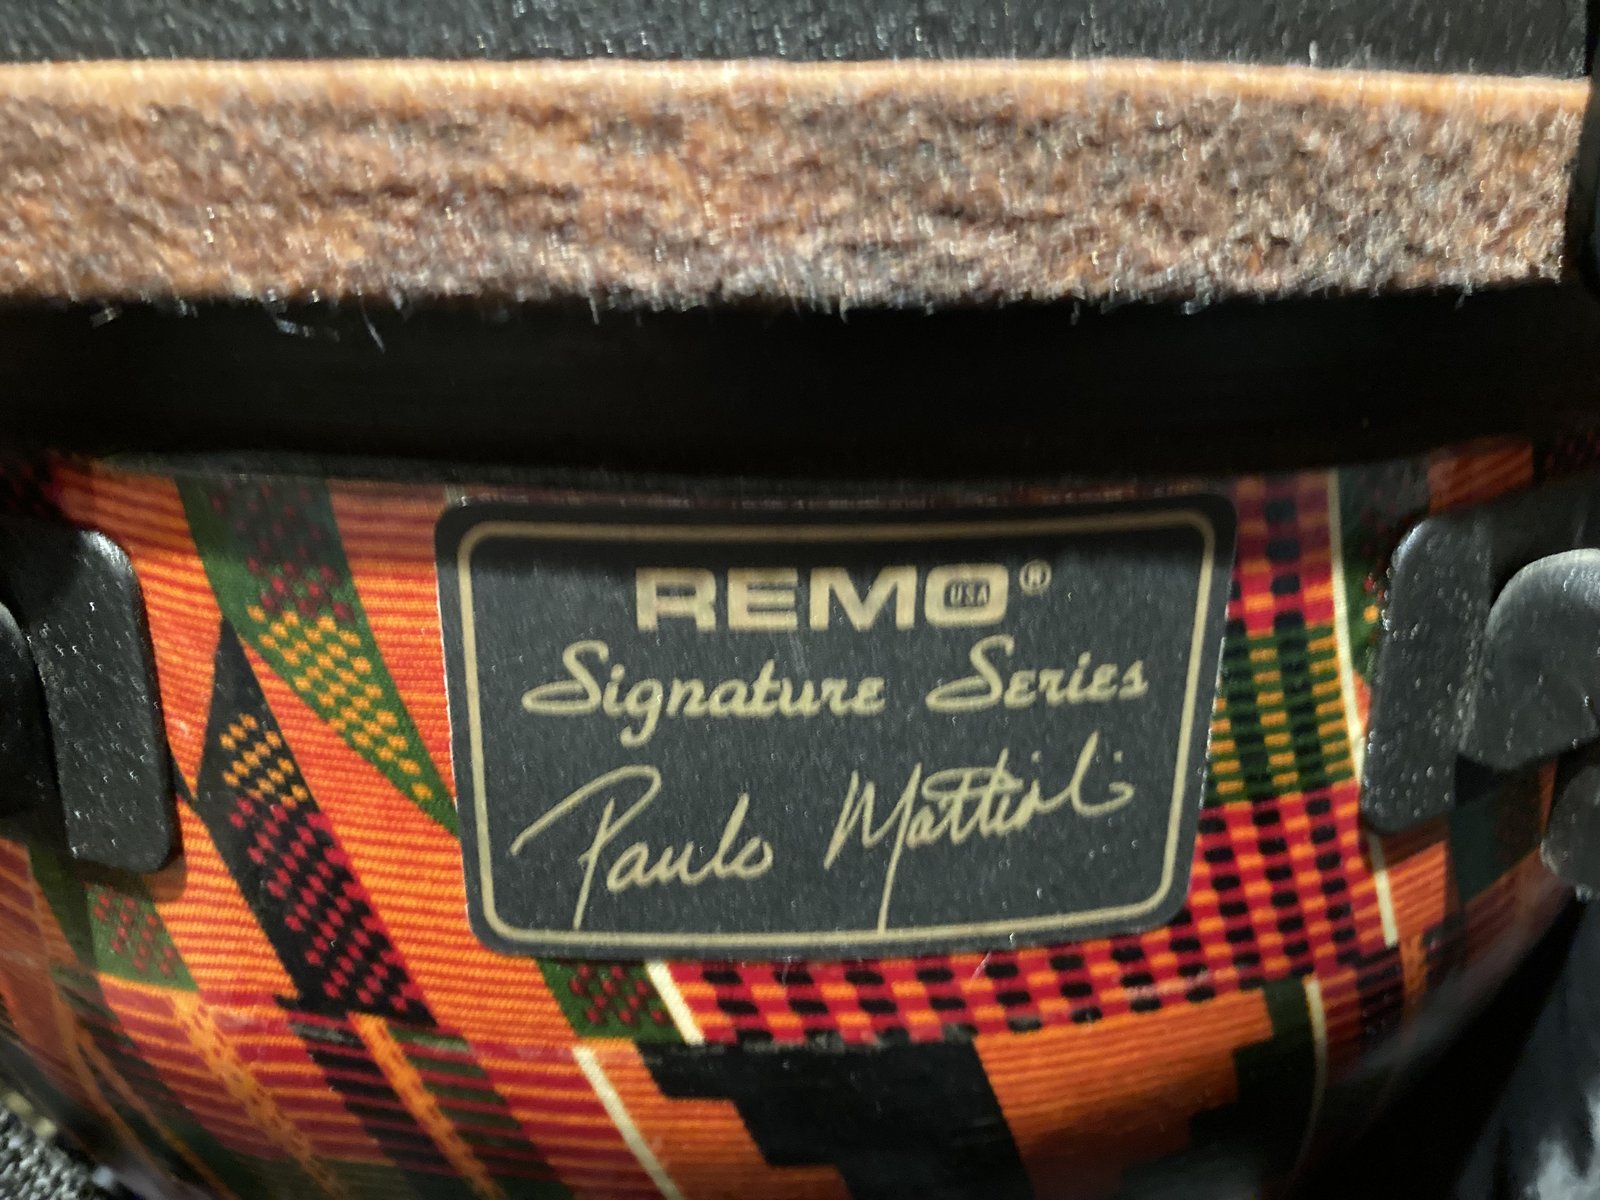 REMO®
USA
Signature Series
Paulo Mattioli